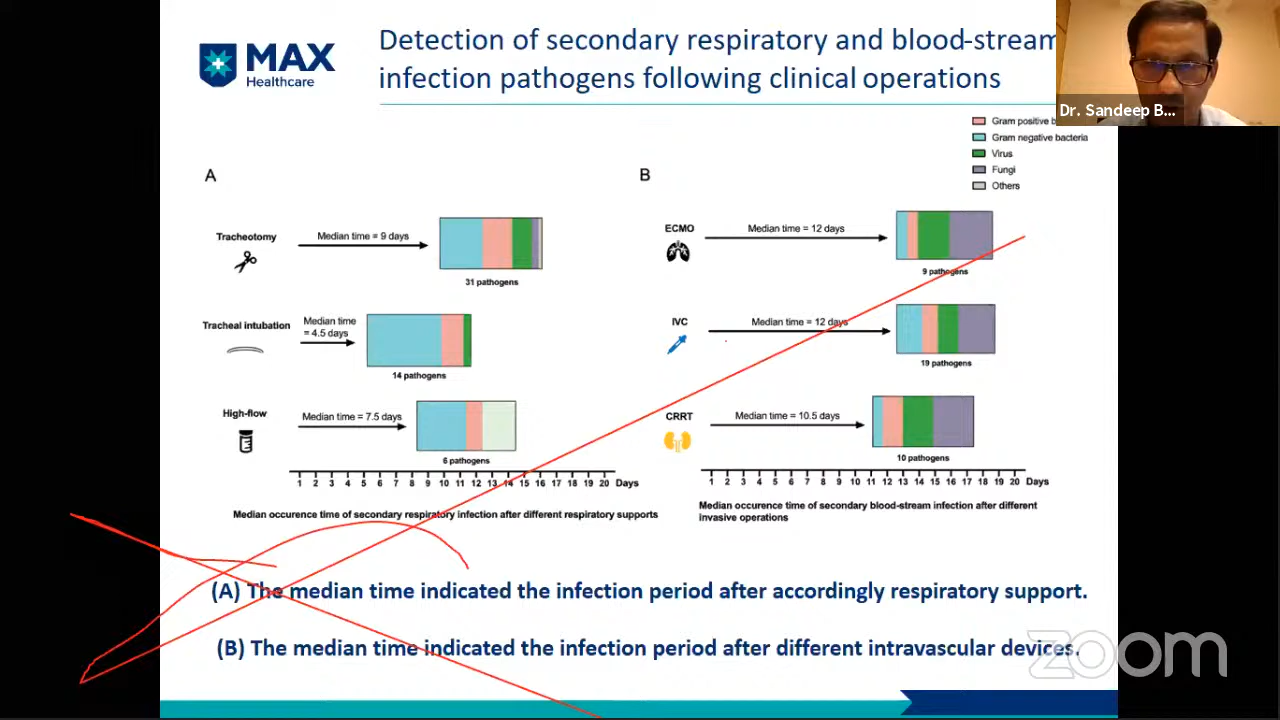 MAX
Healthcare
Detection of secondary respiratory and blood-stream
infection pathogens following clinical operations
Dr. Sandeep B...
Gram positive b
Gram negative bacteria
Virus
Fungi
Others
A
Tracheotomy
Median time = 9 days
31 pathogens
Tracheal intubation
Median time
= 4.5 days
14 pathogens
High-flow
Median time = 7.5 days
6 pathogens
1 2 3 4 5 6 7 8 9 10 11 12 13 14 15 16 17 18 19 20 Days
Median occurence time of secondary respiratory infection after different respiratory supports
B
ECMO
Median time = 12 days
9 pathogens
IVC
Median time = 12 days
19 pathogens
CRRT
Median time = 10.5 days
10 pathogens
1 2 3 4 5 6 7 8 9 10 11 12 13 14 15 16 17 18 19 20 Days
Median occurence time of secondary blood-stream infection after different
invasive operations
(A) The median time indicated the infection period after accordingly respiratory support.
(B) The median time indicated the infection period after different intravascular devices.
zoom